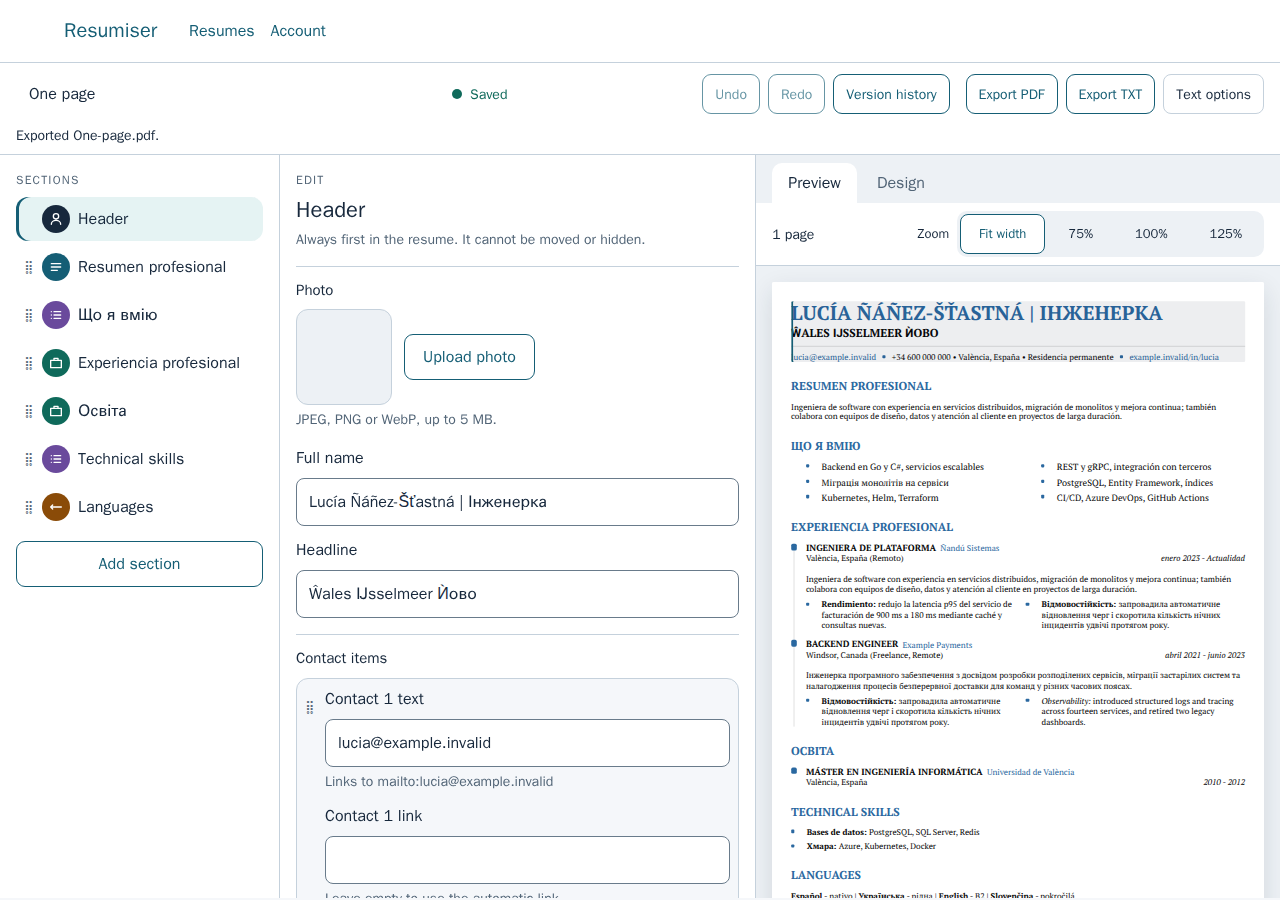 Resumiser
Resumes
Account
One page
Saved
Undo
Redo
Version history
Export PDF
Export TXT
Text options
Exported One-page.pdf.
SECTIONS
Header
Resumen profesional
Що я вмію
Experiencia profesional
Освіта
Technical skills
Languages
Add section
EDIT
Header
Always first in the resume. It cannot be moved or hidden.
Photo
Upload photo
JPEG, PNG or WebP, up to 5 MB.
Full name
Lucía Ñáñez-Šťastná | Інженерка
Headline
Ŵales Ĳsselmeer Ѝово
Contact items
Contact 1 text
lucia@example.invalid
Links to mailto:lucia@example.invalid
Contact 1 link
Leave empty to use the automatic link.
Preview
Design
1 page
Zoom
Fit width
75%
100%
125%
LUCÍA ÑÁÑEZ-ŠŤASTNÁ | ІНЖЕНЕРКА
ŴALES ĲSSELMEER ЍОВО
lucia@example.invalid • +34 600 000 000 • València, España • Residencia permanente • example.invalid/in/lucia
RESUMEN PROFESIONAL
Ingeniera de software con experiencia en servicios distribuidos, migración de monolitos y mejora continua; también
colabora con equipos de diseño, datos y atención al cliente en proyectos de larga duración.
ЩО Я ВМІЮ
Backend en Go y C#, servicios escalables
Міграція монолітів на сервіси
Kubernetes, Helm, Terraform
REST y gRPC, integración con terceros
PostgreSQL, Entity Framework, índices
CI/CD, Azure DevOps, GitHub Actions
EXPERIENCIA PROFESIONAL
INGENIERA DE PLATAFORMA Ñandú Sistemas
València, España (Remoto)
enero 2023 - Actualidad
Ingeniera de software con experiencia en servicios distribuidos, migración de monolitos y mejora continua; también
colabora con equipos de diseño, datos y atención al cliente en proyectos de larga duración.
Rendimiento: redujo la latencia p95 del servicio de
facturación de 900 ms a 180 ms mediante caché y
consultas nuevas.
Відмовостійкість: запровадила автоматичне
відновлення черг і скоротила кількість нічних
інцидентів удвічі протягом року.
BACKEND ENGINEER Example Payments
Windsor, Canada (Freelance, Remote)
abril 2021 - junio 2023
Інженерка програмного забезпечення з досвідом розробки розподілених сервісів, міграції застарілих систем та
налагодження процесів безперервної доставки для команд у різних часових поясах.
Відмовостійкість: запровадила автоматичне
відновлення черг і скоротила кількість нічних
інцидентів удвічі протягом року.
Observability: introduced structured logs and tracing
across fourteen services, and retired two legacy
dashboards.
ОСВІТА
MÁSTER EN INGENIERÍA INFORMÁTICA Universidad de València
València, España
2010 - 2012
TECHNICAL SKILLS
Bases de datos: PostgreSQL, SQL Server, Redis
Хмара: Azure, Kubernetes, Docker
LANGUAGES
Español - nativo | Українська - рідна | English - B2 | Slovenčina - pokročilá